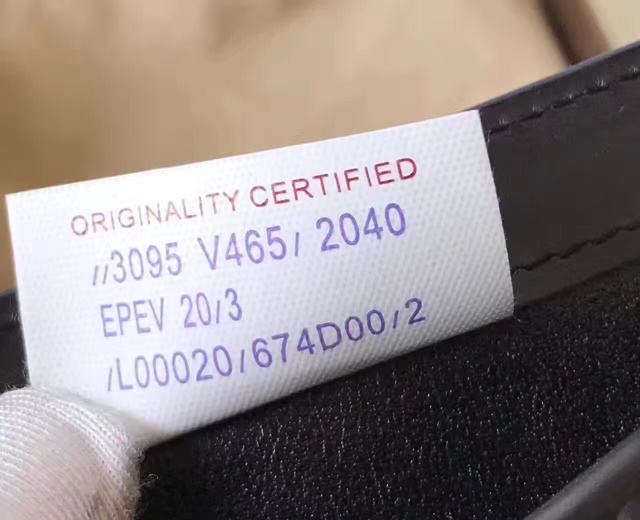 ORIGINALITY CERTIFIED
//3095 V465/ 2040
EPEV 20/3
/L00020/674D00/2